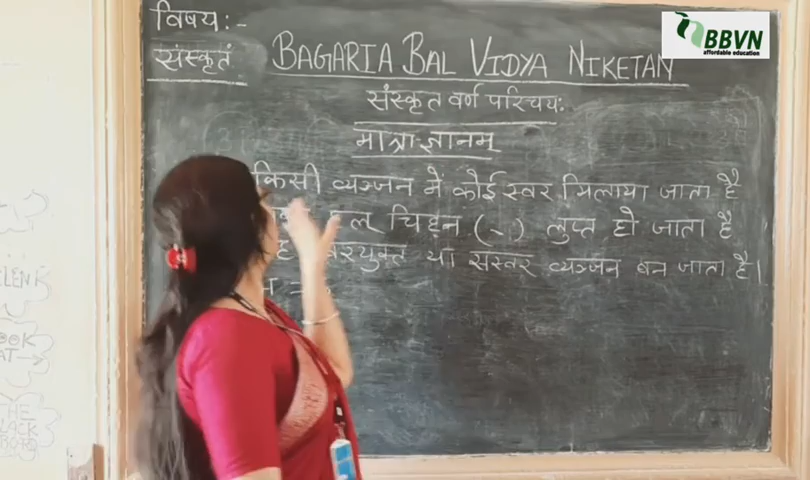 विषय:-
संस्कृतं
BAGARIA BAL VIDYA NIKETAN
BBVN
affordable education
संस्कृत वर्ण परिचय:
मात्रा ज्ञानम्
किसी व्यञ्जन में कोई स्वर मिलाया जाता है
हल् चिह्न (-) लुप्त हो जाता है
स्वरयुक्त या सस्वर व्यञ्जन बन जाता है।
THE